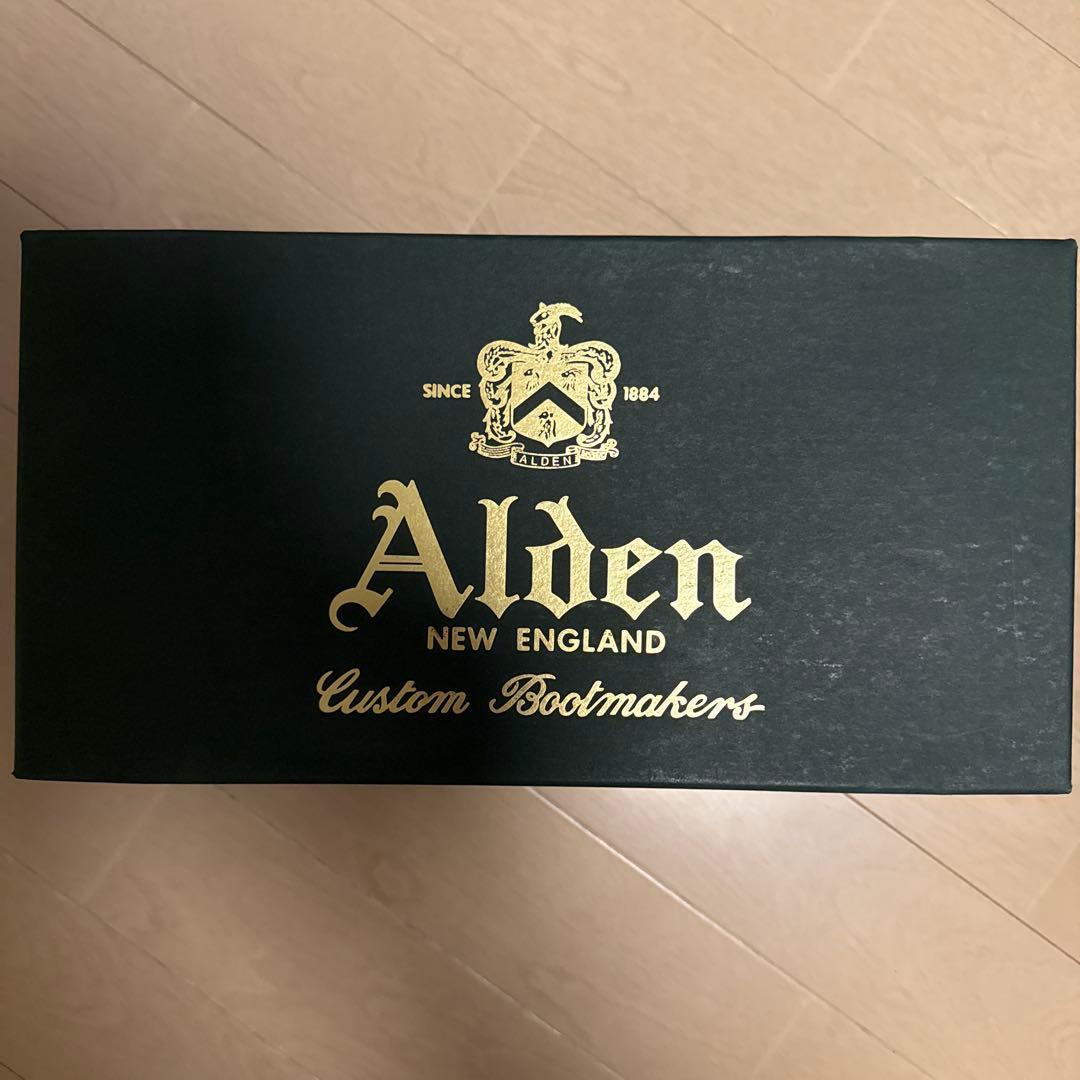 SINCE 1884
ALDEN
Alden
NEW ENGLAND
Custom Bootmakers